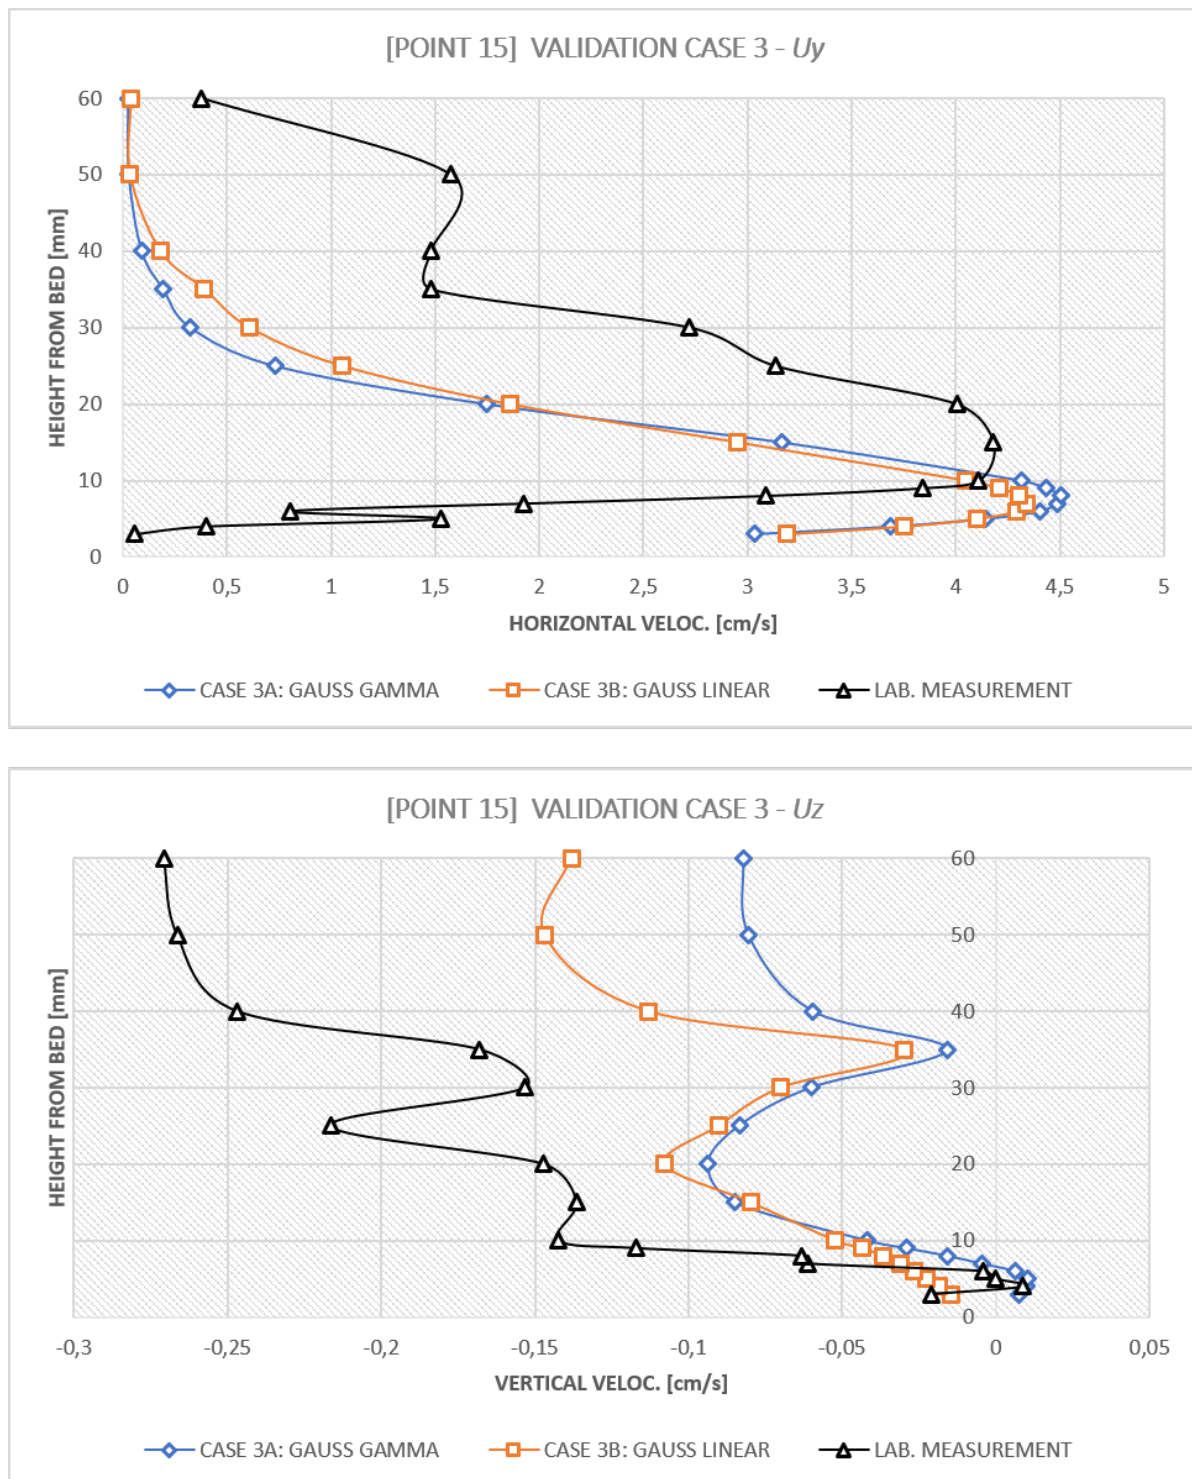 [POINT 15] VALIDATION CASE 3 - Uy
60
50
40
30
20
10
0
HEIGHT FROM BED [mm]
0 0,5 1 1,5 2 2,5 3 3,5 4 4,5 5
HORIZONTAL VELOC. [cm/s]
CASE 3A: GAUSS GAMMA CASE 3B: GAUSS LINEAR LAB. MEASUREMENT
[POINT 15] VALIDATION CASE 3 - Uz
60
50
40
30
20
10
0
HEIGHT FROM BED [mm]
-0,3 -0,25 -0,2 -0,15 -0,1 -0,05 0 0,05
VERTICAL VELOC. [cm/s]
CASE 3A: GAUSS GAMMA CASE 3B: GAUSS LINEAR LAB. MEASUREMENT